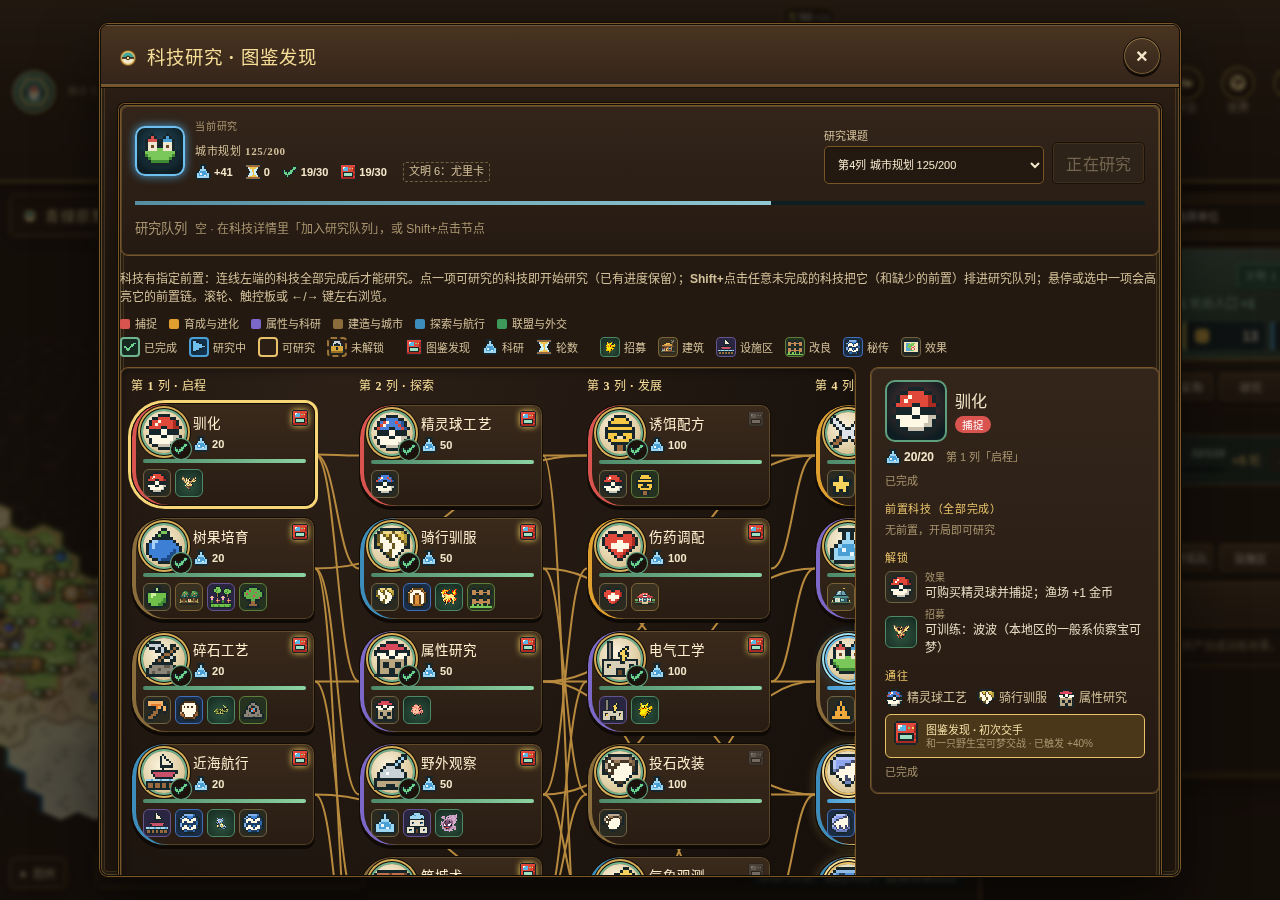 科技研究 · 图鉴发现
×
当前研究
城市规划 125/200
+41 0 19/30 19/30 文明 6：尤里卡
研究课题
第4列 城市规划 125/200
正在研究
研究队列 空 · 在科技详情里「加入研究队列」，或 Shift+点击节点
科技有指定前置：连线左端的科技全部完成后才能研究。点一项可研究的科技即开始研究（已有进度保留）；Shift+点击任意未完成的科技把它（和缺少的前置）排进研究队列；悬停或选中一项会高
亮它的前置链。滚轮、触控板或 ←/→ 键左右浏览。
捕捉 育成与进化 属性与科研 建造与城市 探索与航行 联盟与外交
已完成 研究中 可研究 未解锁 图鉴发现 科研 轮数 招募 建筑 设施区 改良 秘传 效果
第 1 列 · 启程
驯化
20
树果培育
20
碎石工艺
20
近海航行
20
第 2 列 · 探索
精灵球工艺
50
骑行驯服
50
属性研究
50
野外观察
50
第 3 列 · 发展
诱饵配方
100
伤药调配
100
电气工学
100
投石改装
100
第 4 列
驯化
捕捉
20/20 第 1 列「启程」
已完成
前置科技（全部完成）
无前置，开局即可研究
解锁
效果
可购买精灵球并捕捉；渔场 +1 金币
招募
可训练：波波（本地区的一般系侦察宝可
梦）
通往
精灵球工艺 骑行驯服 属性研究
图鉴发现 · 初次交手
和一只野生宝可梦交战 · 已触发 +40%
已完成